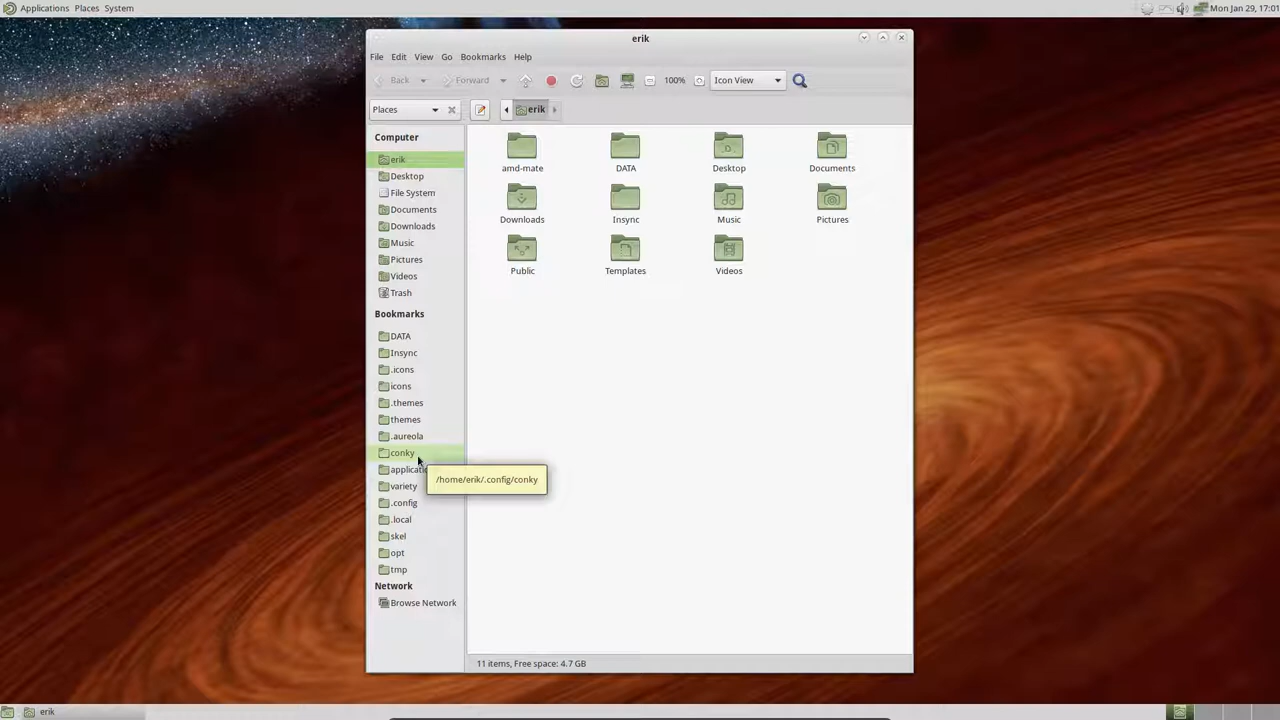 Applications Places System
Mon Jan 29, 17:01
erik
File Edit View Go Bookmarks Help
Back Forward 100% Icon View
Places erik
Computer
erik
Desktop
File System
Documents
Downloads
Music
Pictures
Videos
Trash
Bookmarks
DATA
Insync
.icons
icons
.themes
themes
.aureola
conky
/home/erik/.config/conky
variety
.config
.local
skel
opt
tmp
Network
Browse Network
amd-mate DATA Desktop Documents
Downloads Insync Music Pictures
Public Templates Videos
11 items, Free space: 4.7 GB
erik